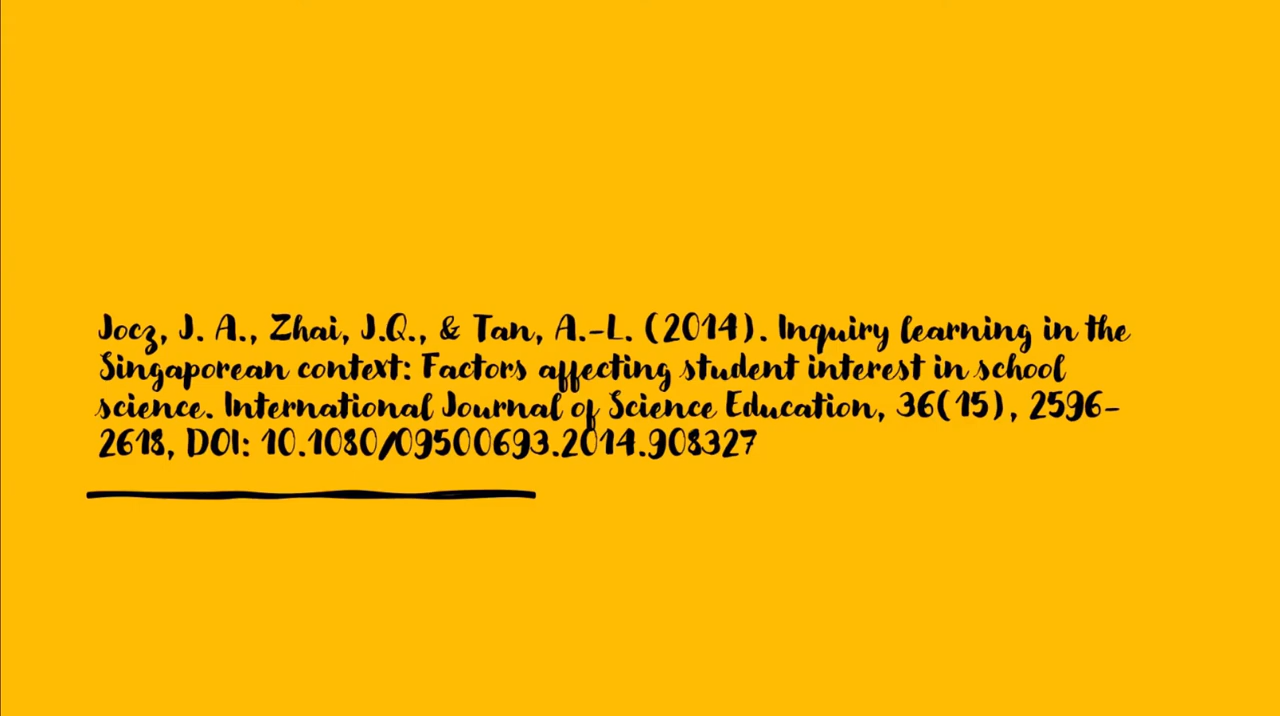 Jocz, J. A., Zhai, J.Q., & Tan, A.-L. (2014). Inquiry learning in the
Singaporean context: Factors affecting student interest in school
science. International Journal of Science Education, 36(15), 2596-
2618, DOI: 10.1080/09500693.2014.908327